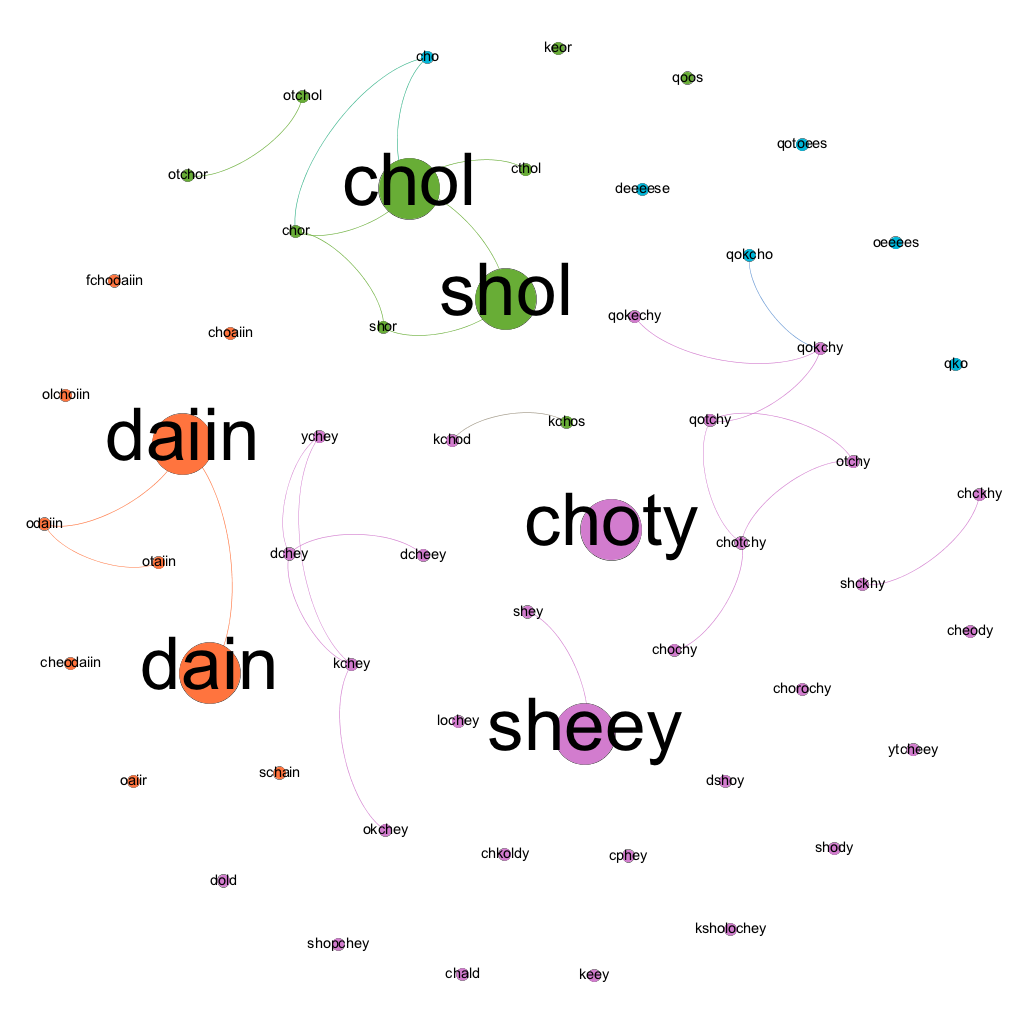 cho
keor
qoos
otchol
qotoees
chol
cthol
otchor
deeeese
chor
oeeees
qokcho
fchodaiin
shol
qokechy
shor
choaiin
qokchy
qko
olchoiin
daiin
ychey
kchod
kchos
qotchy
otchy
chckhy
odaiin
choty
otaiin
dchey
dcheey
chotchy
shckhy
shey
cheody
cheodaiin
dain
kchey
chochy
chorochy
lochey
sheey
ytcheey
oaiir
schain
dshoy
okchey
chkoldy
cphey
shody
dold
shopchey
ksholochey
chald
keey